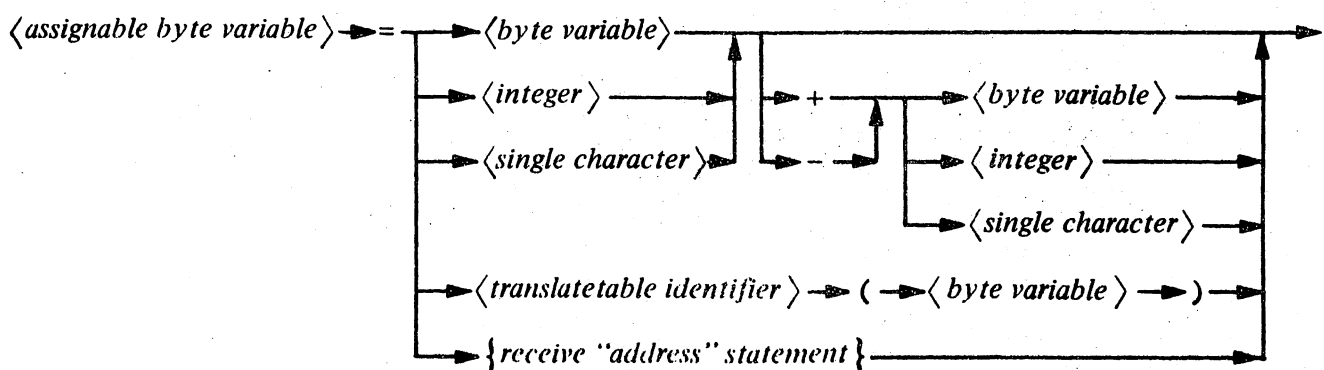 ⟨assignable byte variable⟩ = ⟨byte variable⟩
⟨integer⟩ + ⟨byte variable⟩
⟨single character⟩ - ⟨integer⟩
⟨single character⟩
⟨translatetable identifier⟩ ( ⟨byte variable⟩ )
{receive "address" statement}